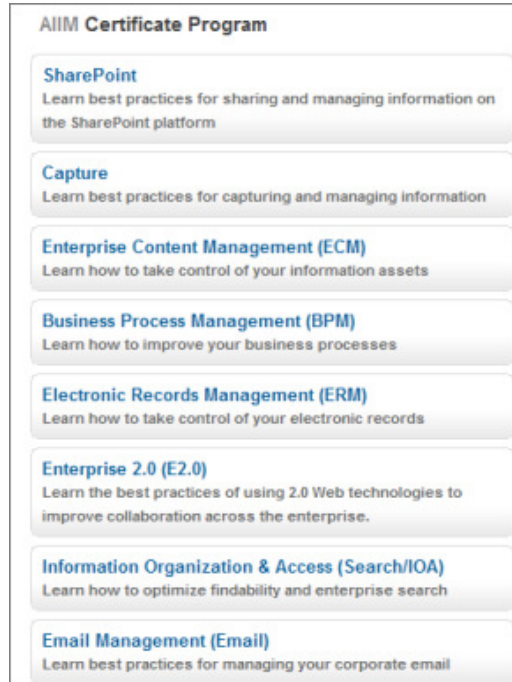 AIIM Certificate Program
SharePoint
Learn best practices for sharing and managing information on
the SharePoint platform
Capture
Learn best practices for capturing and managing information
Enterprise Content Management (ECM)
Learn how to take control of your information assets
Business Process Management (BPM)
Learn how to improve your business processes
Electronic Records Management (ERM)
Learn how to take control of your electronic records
Enterprise 2.0 (E2.0)
Learn the best practices of using 2.0 Web technologies to
improve collaboration across the enterprise.
Information Organization & Access (Search/IOA)
Learn how to optimize findability and enterprise search
Email Management (Email)
Learn best practices for managing your corporate email